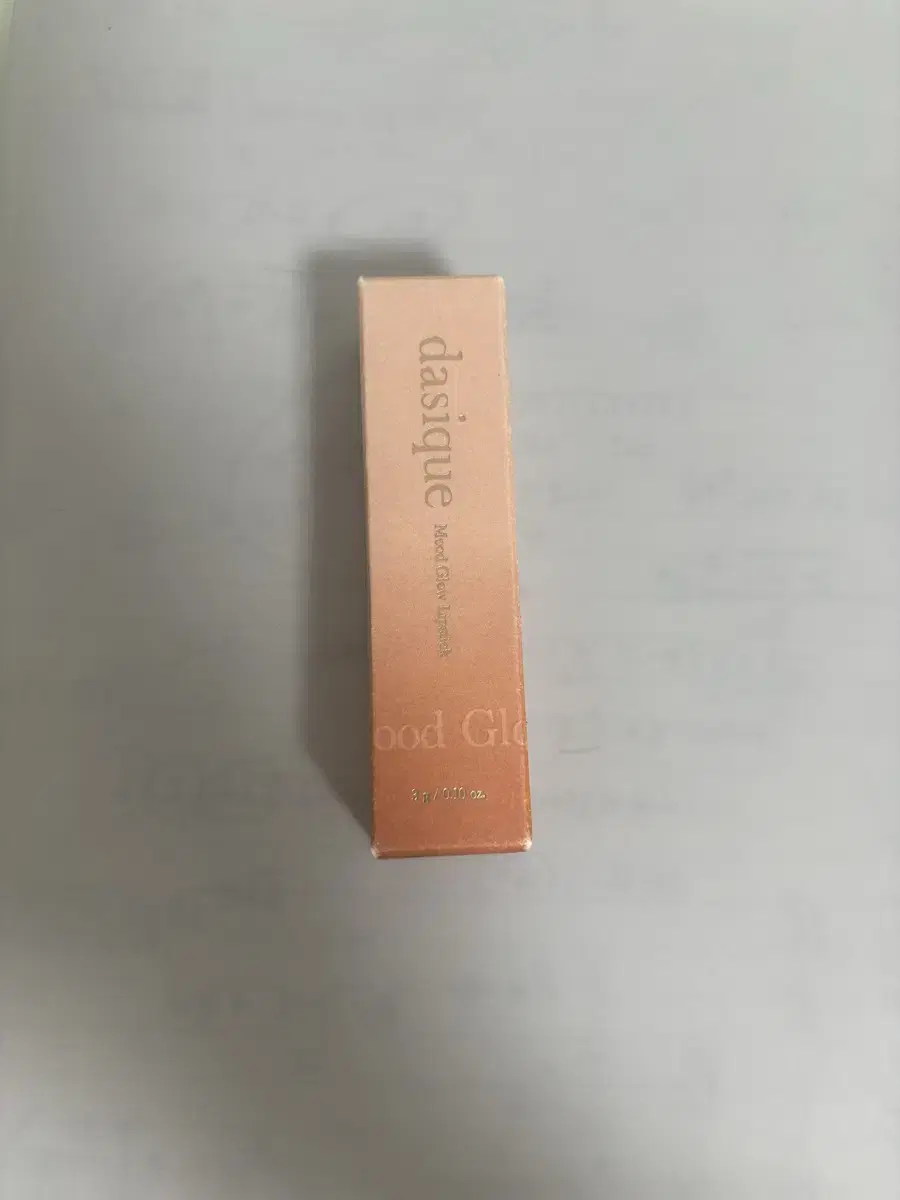 dasique
Mood Glow Lipstick
ood Glo
3 g / 0.10 oz.